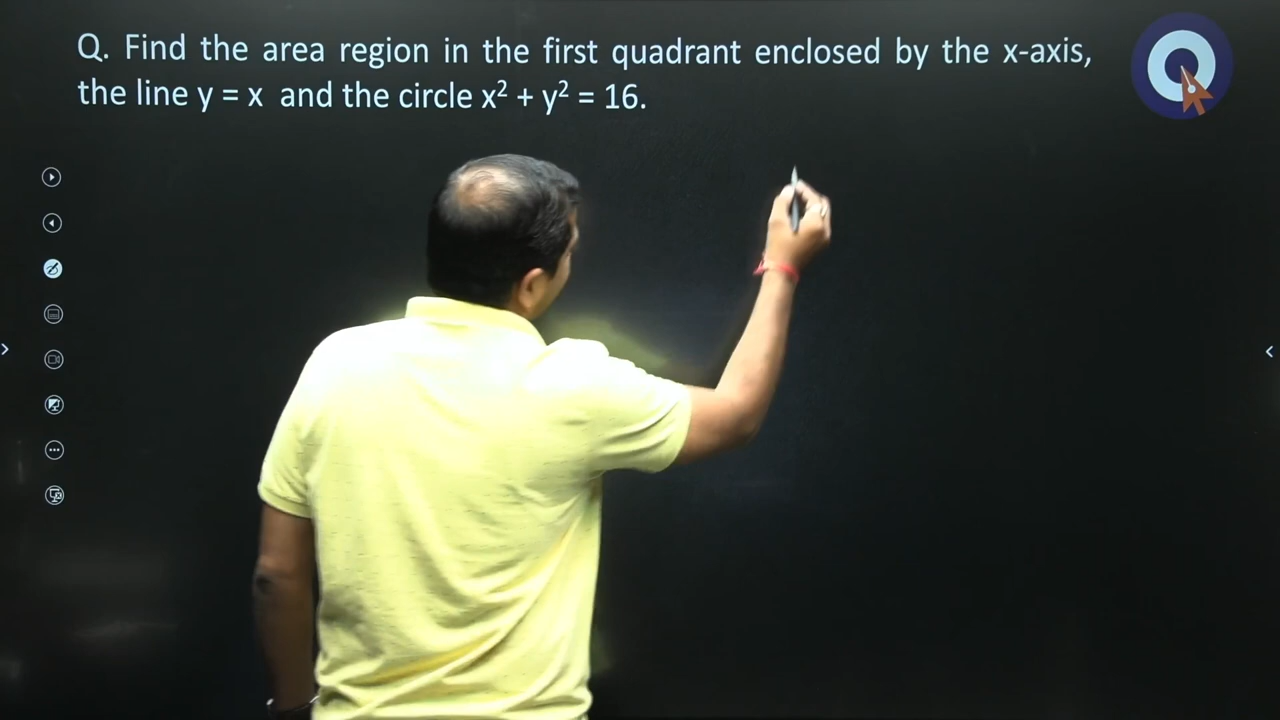 Q. Find the area region in the first quadrant enclosed by the x-axis,
the line y = x and the circle x² + y² = 16.